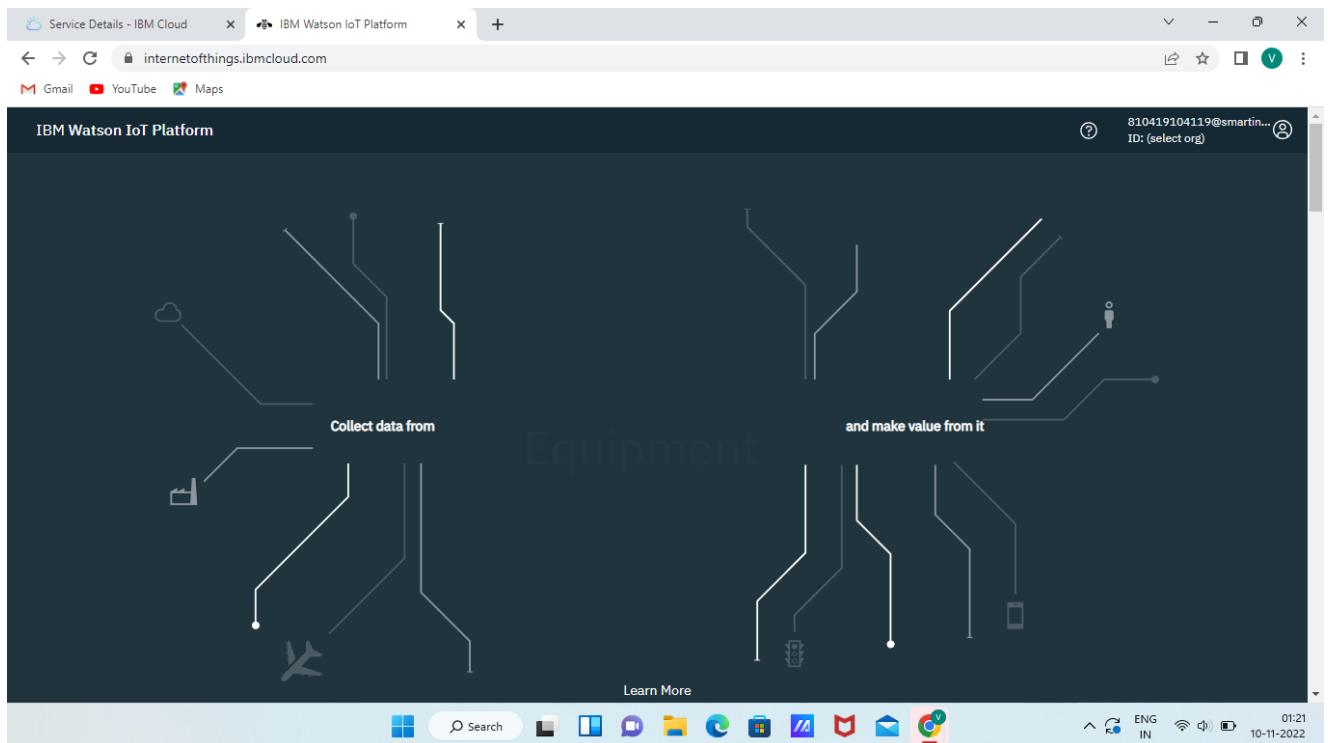 Service Details - IBM Cloud
IBM Watson IoT Platform
internetofthings.ibmcloud.com
V
Gmail
YouTube
Maps
IBM Watson IoT Platform
810419104119@smartin...
ID: (select org)
Collect data from
Equipment
and make value from it
Learn More
Search
V
ENG
IN
01:21
10-11-2022